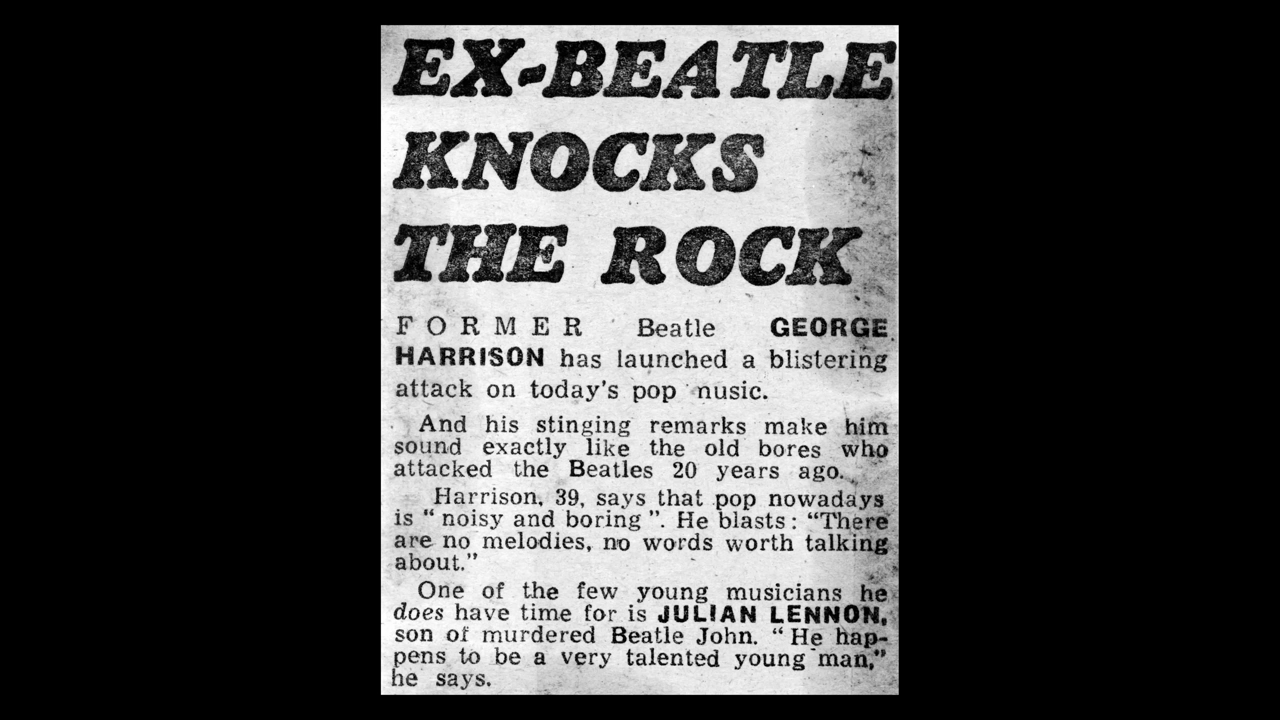 EX-BEATLE
KNOCKS
THE ROCK
FORMER Beatle GEORGE
HARRISON has launched a blistering
attack on today's pop music.
And his stinging remarks make him
sound exactly like the old bores who
attacked the Beatles 20 years ago.
Harrison, 39, says that pop nowadays
is “noisy and boring”. He blasts: “There
are no melodies, no words worth talking
about.”
One of the few young musicians he
does have time for is JULIAN LENNON,
son of murdered Beatle John. “He hap-
pens to be a very talented young man,”
he says.